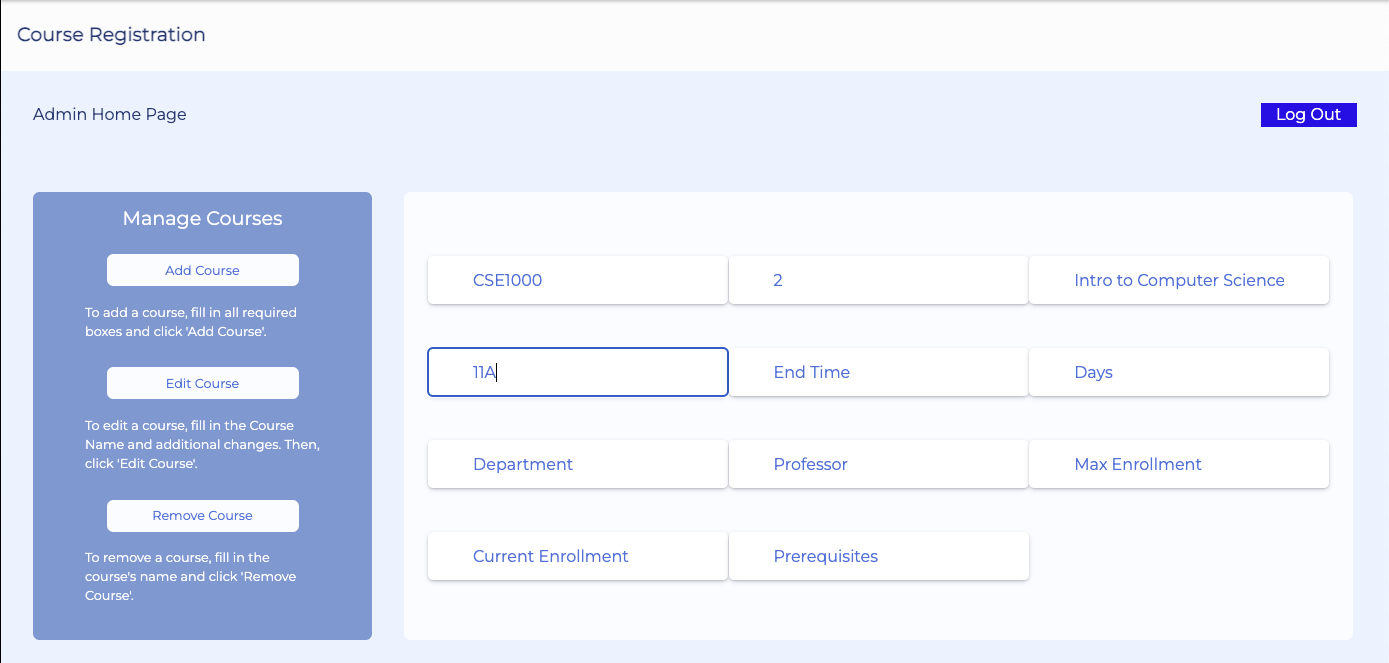 Course Registration
Admin Home Page
Log Out
Manage Courses
Add Course
To add a course, fill in all required
boxes and click 'Add Course'.
Edit Course
To edit a course, fill in the Course
Name and additional changes. Then,
click 'Edit Course'.
Remove Course
To remove a course, fill in the
course's name and click 'Remove
Course'.
CSE1000
2
Intro to Computer Science
11A
End Time
Days
Department
Professor
Max Enrollment
Current Enrollment
Prerequisites